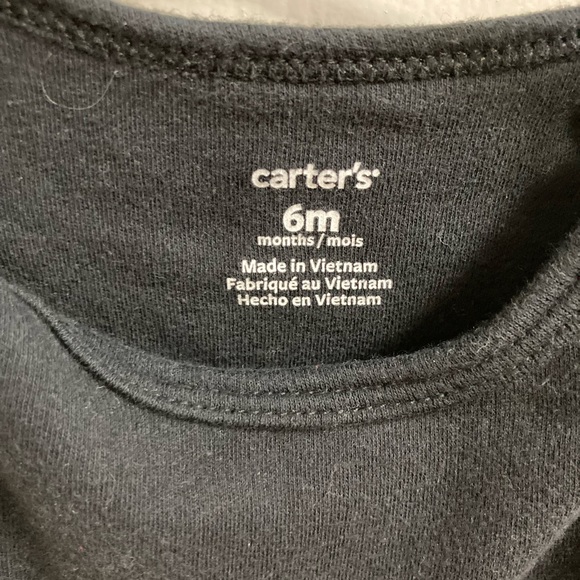 carter's
6m
months/mois
Made in Vietnam
Fabriqué au Vietnam
Hecho en Vietnam